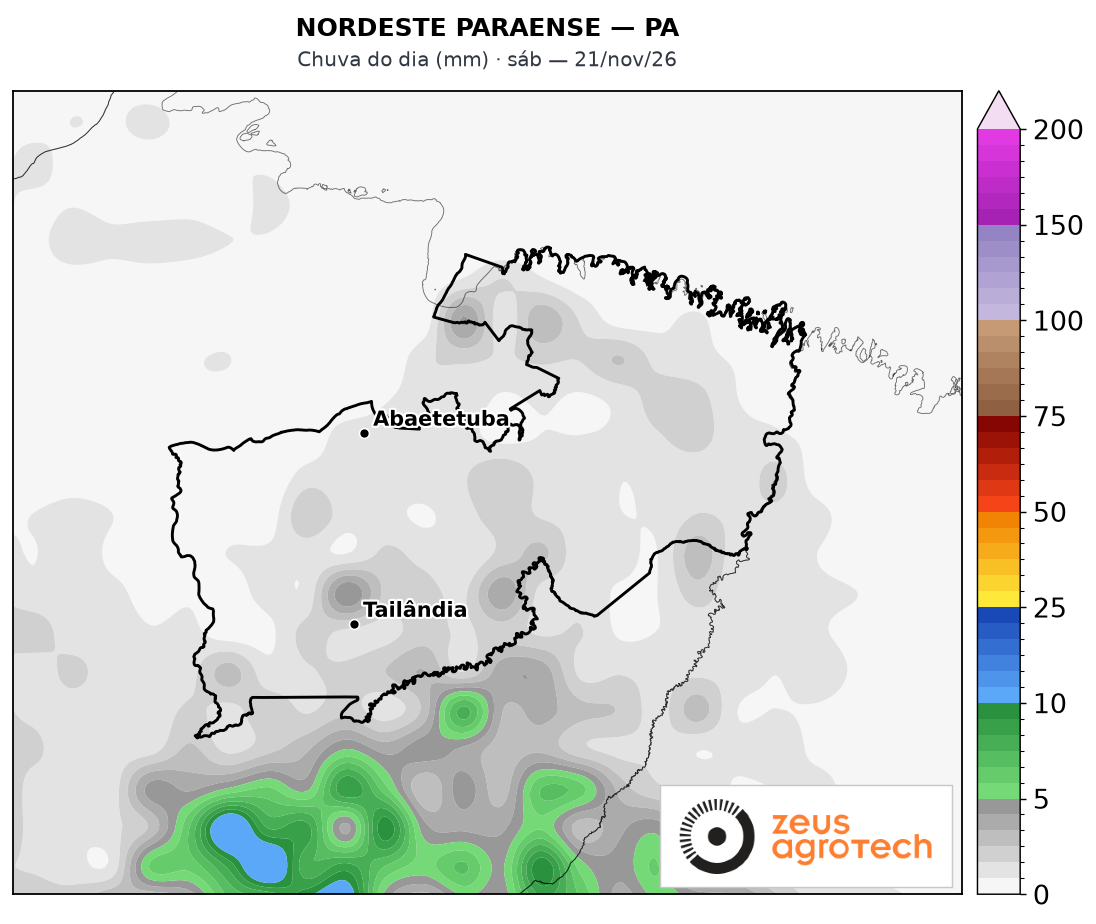 NORDESTE PARAENSE — PA
Chuva do dia (mm) · sáb — 21/nov/26
200
150
100
75
50
25
10
5
0
Abaetetuba
Tailândia
zeus
agrotech